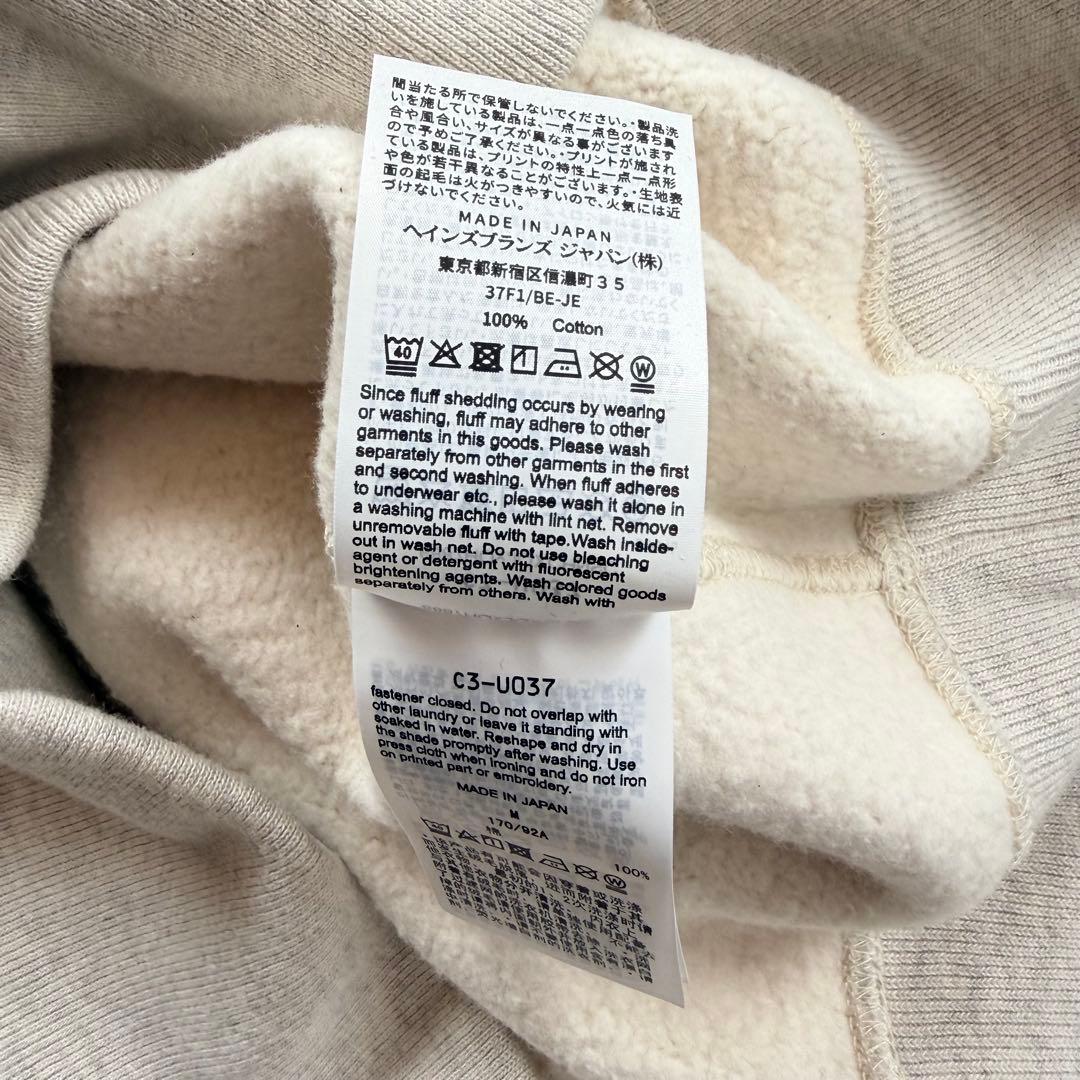 間当たる所で保管しないでください。・製品洗
いを施している製品は、一点一点色の落ち具
合や風合い、サイズが異なる事がございます
ので予めご了承ください。・プリントが施され
ている製品は、プリントの特性上一点一点形
や色が若干異なることがございます。・生地表
面の起毛は火がつきやすいので、火気には近
づけないでください。
MADE IN JAPAN
ヘインズブランズ ジャパン(株)
東京都新宿区信濃町35
37F1/BE-JE
100% Cotton
40
W
Since fluff shedding occurs by wearing
or washing, fluff may adhere to other
garments in this goods. Please wash
separately from other garments in the first
and second washing. When fluff adheres
to underwear etc., please wash it alone in
a washing machine with lint net. Remove
unremovable fluff with tape.Wash inside-
out in wash net. Do not use bleaching
agent or detergent with fluorescent
brightening agents. Wash colored goods
separately from others. Wash with
C3-U037
fastener closed. Do not overlap with
other laundry or leave it standing with
soaked in water. Reshape and dry in
the shade promptly after washing. Use
press cloth when ironing and do not iron
on printed part or embroidery.
MADE IN JAPAN
M
170/92A
棉 100%
40
W